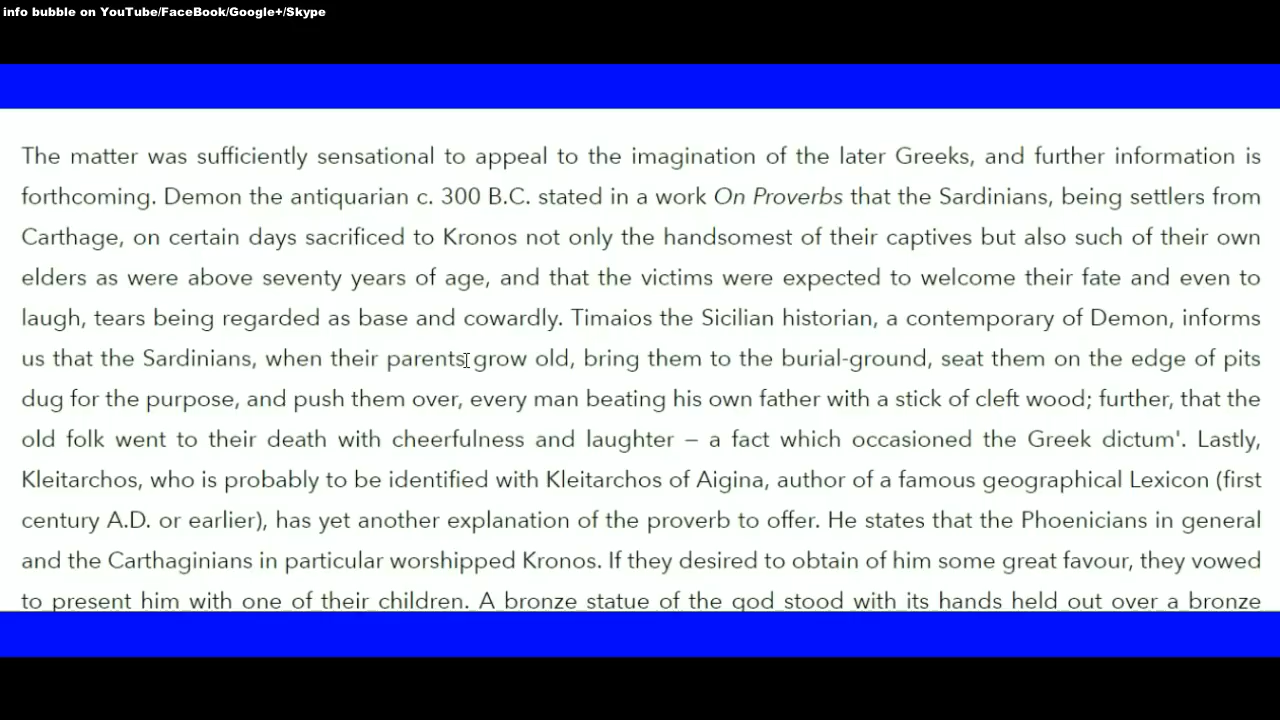 info bubble on YouTube/FaceBook/Google+/Skype
The matter was sufficiently sensational to appeal to the imagination of the later Greeks, and further information is
forthcoming. Demon the antiquarian c. 300 B.C. stated in a work On Proverbs that the Sardinians, being settlers from
Carthage, on certain days sacrificed to Kronos not only the handsomest of their captives but also such of their own
elders as were above seventy years of age, and that the victims were expected to welcome their fate and even to
laugh, tears being regarded as base and cowardly. Timaios the Sicilian historian, a contemporary of Demon, informs
us that the Sardinians, when their parents grow old, bring them to the burial-ground, seat them on the edge of pits
dug for the purpose, and push them over, every man beating his own father with a stick of cleft wood; further, that the
old folk went to their death with cheerfulness and laughter – a fact which occasioned the Greek dictum'. Lastly,
Kleitarchos, who is probably to be identified with Kleitarchos of Aigina, author of a famous geographical Lexicon (first
century A.D. or earlier), has yet another explanation of the proverb to offer. He states that the Phoenicians in general
and the Carthaginians in particular worshipped Kronos. If they desired to obtain of him some great favour, they vowed
to present him with one of their children. A bronze statue of the god stood with its hands held out over a bronze